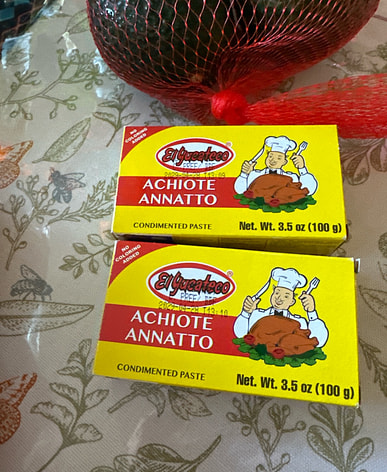 NO
COLORING
ADDED
El Yucateco®
ACHIOTE
ANNATTO
CONDIMENTED PASTE
Net. Wt. 3.5 oz (100 g)
NO
COLORING
ADDED
El Yucateco®
ACHIOTE
ANNATTO
CONDIMENTED PASTE
Net. Wt. 3.5 oz (100 g)